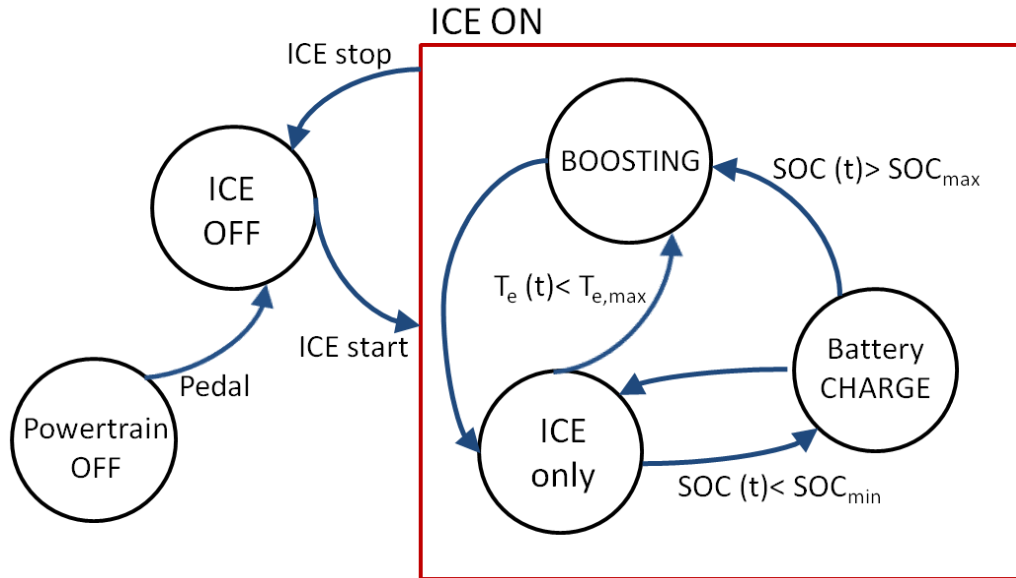 ICE ON
ICE stop
ICE
OFF
BOOSTING
SOC (t)> SOCmax
Te (t)< Te,max
ICE start
Battery
CHARGE
Pedal
Powertrain
OFF
ICE
only
SOC (t)< SOCmin